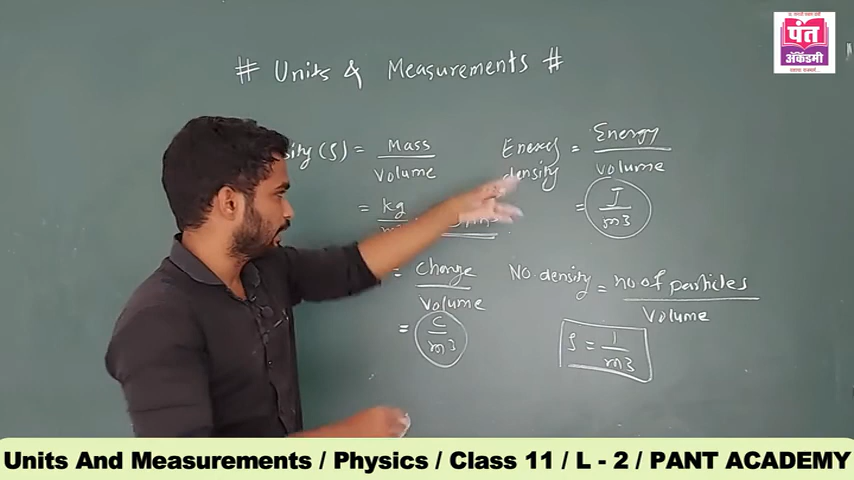 # Units & Measurements #
sity (ρ) = Mass
Volume
= kg
= Charge
Volume
= C
m3
Energy density = Energy
Volume
= J
m3
No. density = no of particles
Volume
ρ = 1
m3
पंत
अ‍ॅकॅडमी
Units And Measurements / Physics / Class 11 / L - 2 / PANT ACADEMY